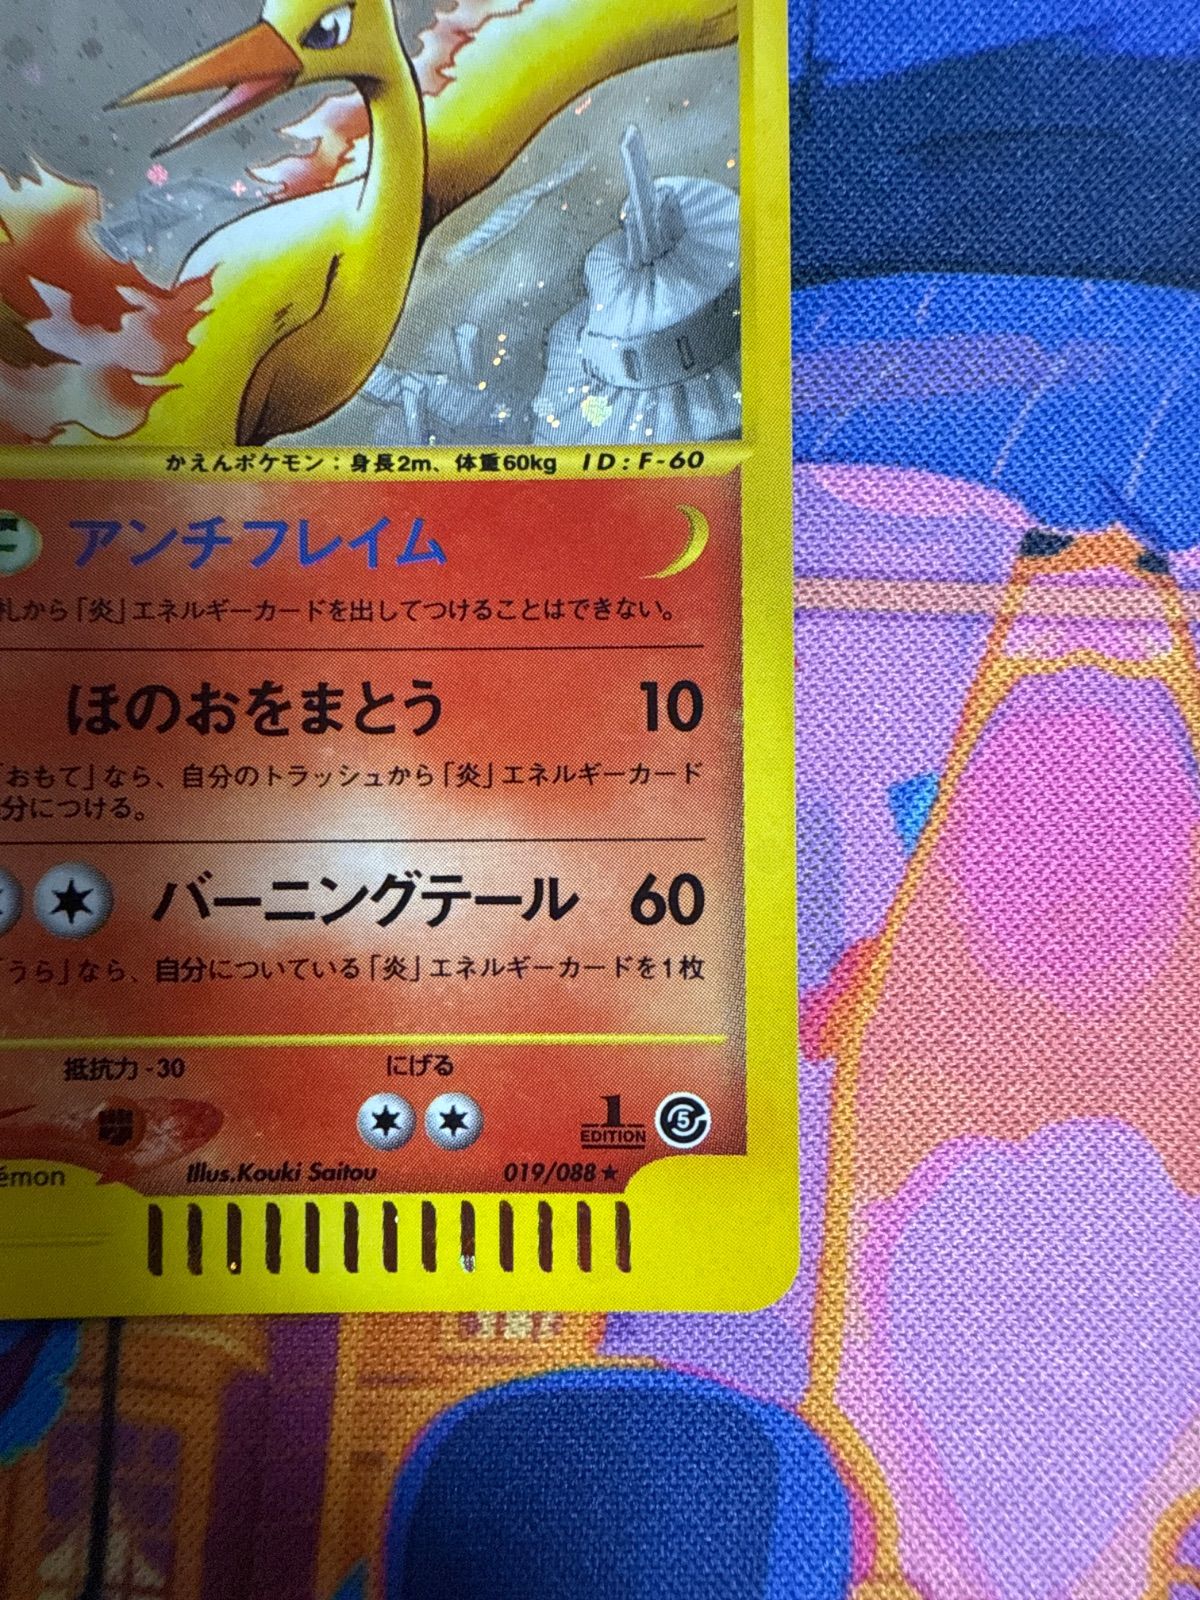 かえんポケモン：身長2m、体重60kg ID:F-60
アンチフレイム
札から「炎」エネルギーカードを出してつけることはできない。
ほのおをまとう 10
「おもて」なら、自分のトラッシュから「炎」エネルギーカード
分につける。
バーニングテール 60
「うら」なら、自分についている「炎」エネルギーカードを1枚
抵抗力 -30 にげる
1
EDITION
5
émon Illus.Kouki Saitou 019/088★